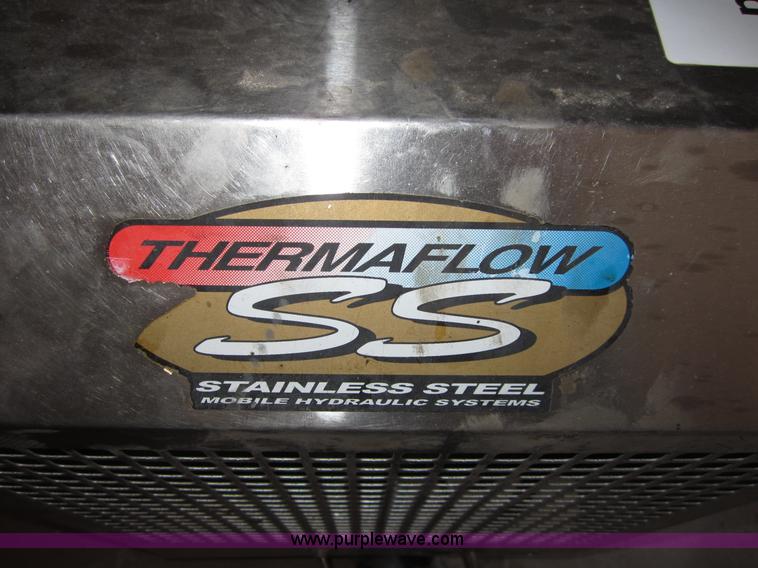 THERMAFLOW
SS
STAINLESS STEEL
MOBILE HYDRAULIC SYSTEMS
www.purplewave.com